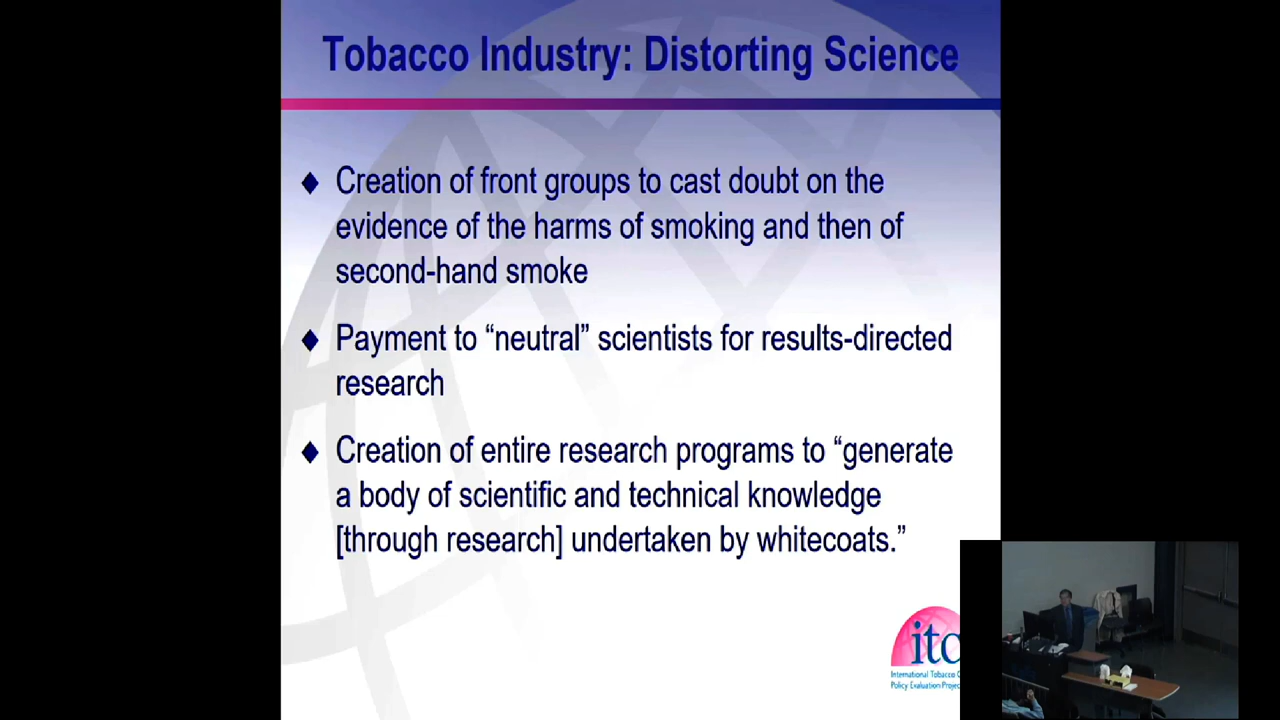 Tobacco Industry: Distorting Science
♦ Creation of front groups to cast doubt on the
evidence of the harms of smoking and then of
second-hand smoke
♦ Payment to “neutral” scientists for results-directed
research
♦ Creation of entire research programs to “generate
a body of scientific and technical knowledge
[through research] undertaken by whitecoats.”
itc
International Tobacco
Policy Evaluation